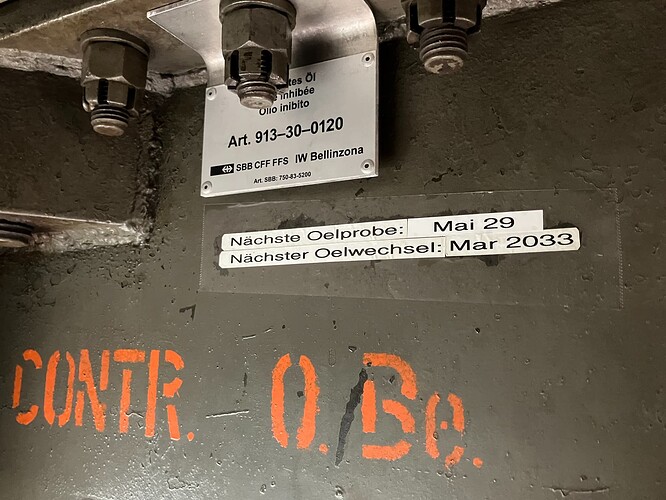 Öl
inhibée
Olio inibito
Art. 913–30–0120
SBB CFF FFS IW Bellinzona
Art. SBB: 750-83-5200
Nächste Oelprobe: Mai 29
Nächster Oelwechsel: Mar 2033
CONTR. O./Be.